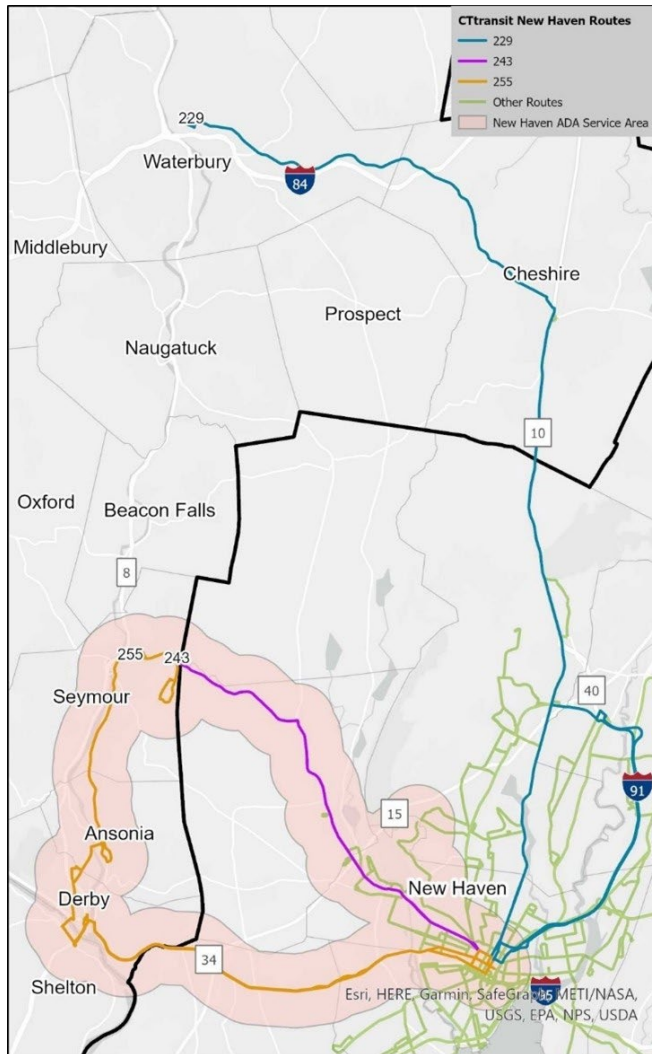 CTtransit New Haven Routes
229
243
255
Other Routes
New Haven ADA Service Area
229
Waterbury
84
Middlebury
Cheshire
Prospect
Naugatuck
10
Oxford
Beacon Falls
8
255
243
Seymour
40
91
15
Ansonia
New Haven
Derby
34
Shelton
95
Esri, HERE, Garmin, SafeGraph, METI/NASA,
USGS, EPA, NPS, USDA